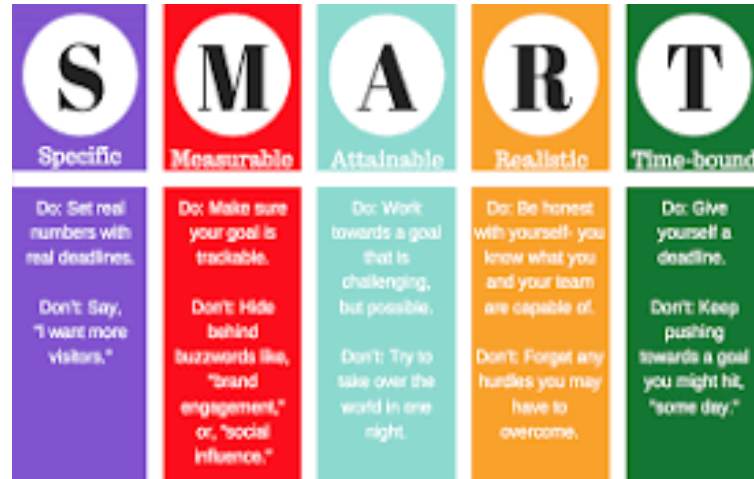 S
Specific
Do: Set real
numbers with
real deadlines.
Don't: Say,
"I want more
visitors."
M
Measurable
Do: Make sure
your goal is
trackable.
Don't: Hide
behind
buzzwords like,
"brand
engagement,"
or, "social
influence."
A
Attainable
Do: Work
towards a goal
that is
challenging,
but possible.
Don't: Try to
take over the
world in one
night.
R
Realistic
Do: Be honest
with yourself- you
know what you
and your team
are capable of.
Don't: Forget any
hurdles you may
have to
overcome.
T
Time-bound
Do: Give
yourself a
deadline.
Don't: Keep
pushing
towards a goal
you might hit,
"some day."